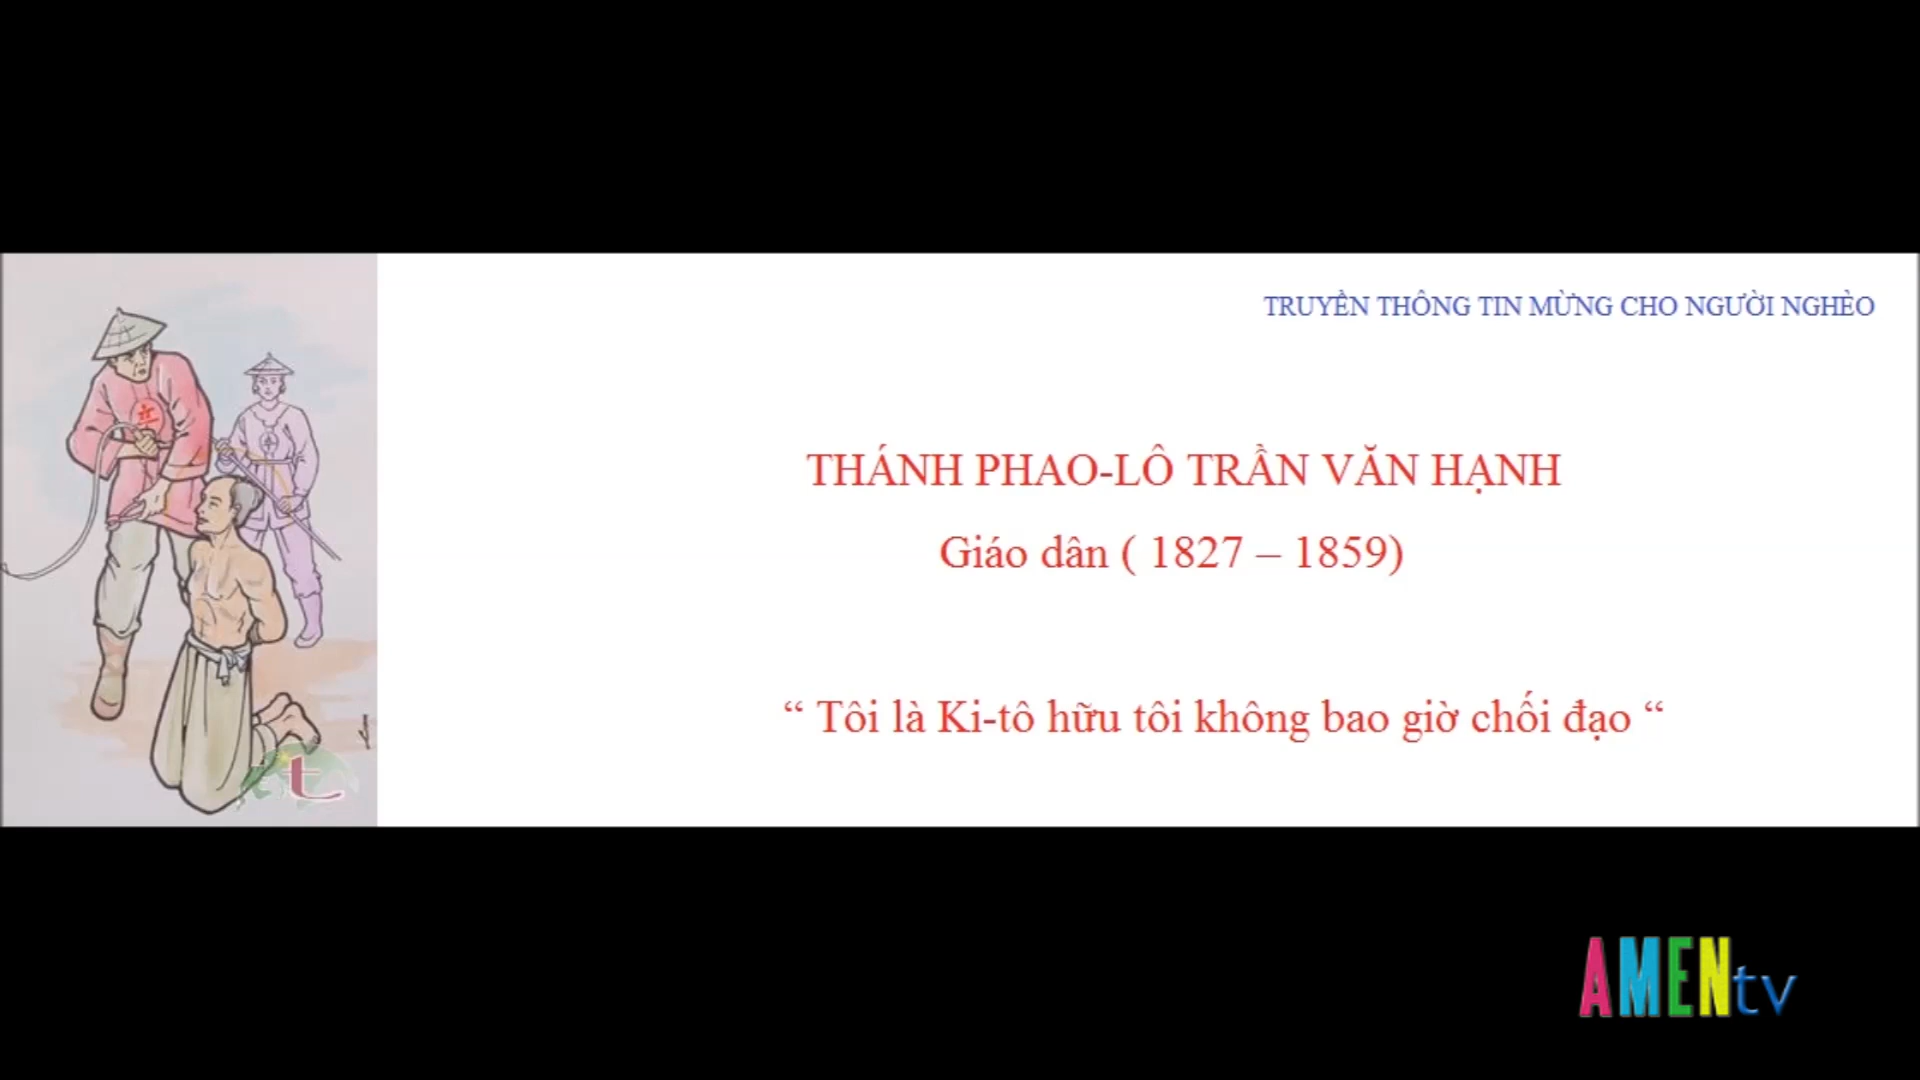 TRUYỀN THÔNG TIN MỪNG CHO NGƯỜI NGHÈO
THÁNH PHAO-LÔ TRẦN VĂN HẠNH
Giáo dân ( 1827 – 1859)
“ Tôi là Ki-tô hữu tôi không bao giờ chối đạo “
t
AMENtv